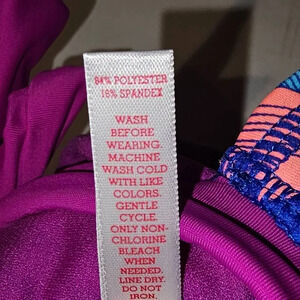 84% POLYESTER
16% SPANDEX
WASH
BEFORE
WEARING.
MACHINE
WASH COLD
WITH LIKE
COLORS.
GENTLE
CYCLE.
ONLY NON-
CHLORINE
BLEACH
WHEN
NEEDED.
LINE DRY.
DO NOT
IRON.